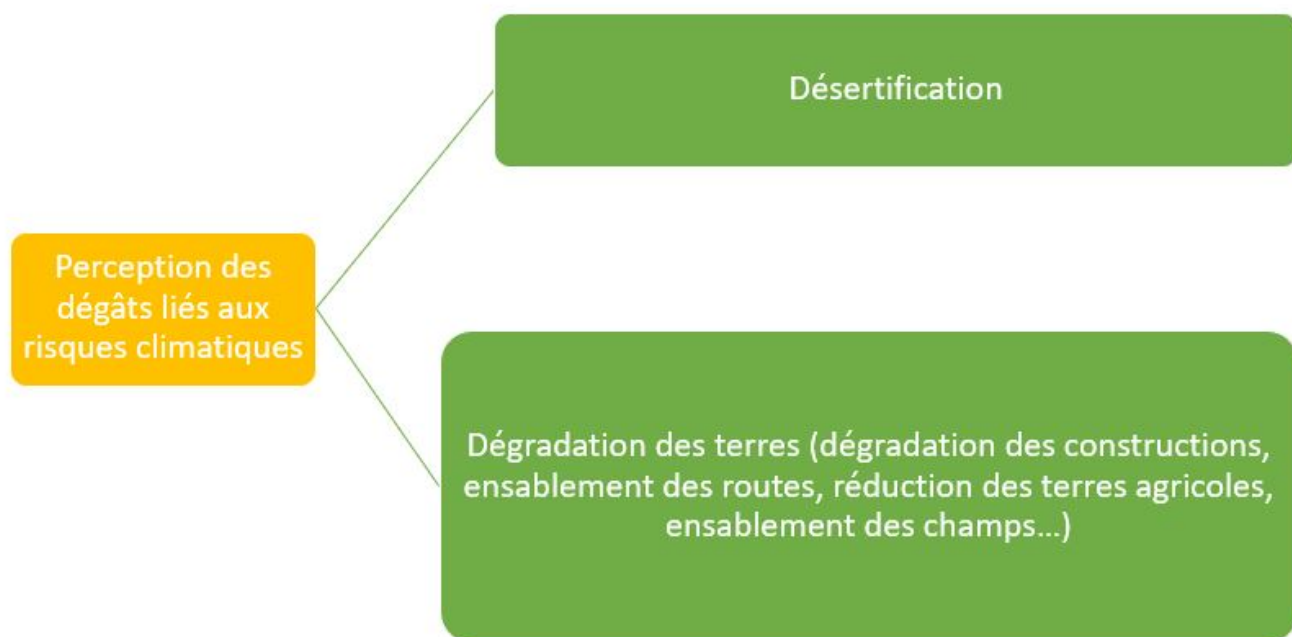 Désertification
Perception des
dégâts liés aux
risques climatiques
Dégradation des terres (dégradation des constructions,
ensablement des routes, réduction des terres agricoles,
ensablement des champs...)